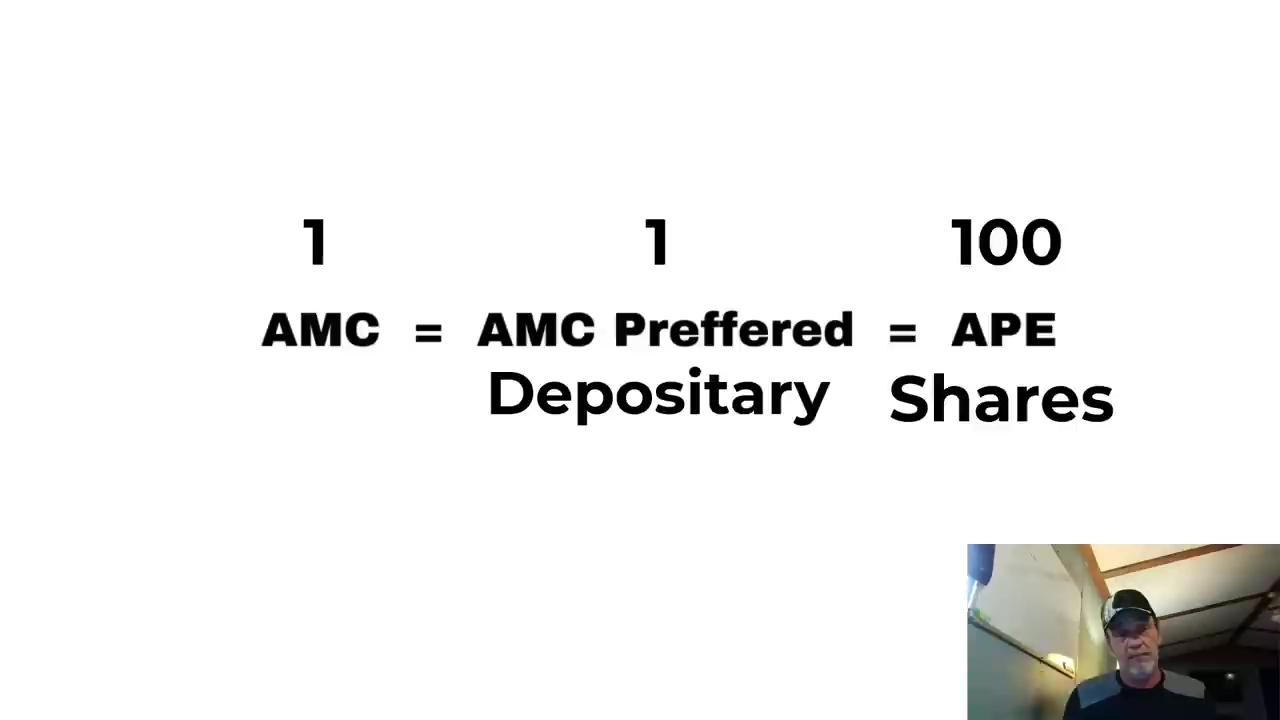 1 1 100
AMC = AMC Preffered = APE
Depositary Shares